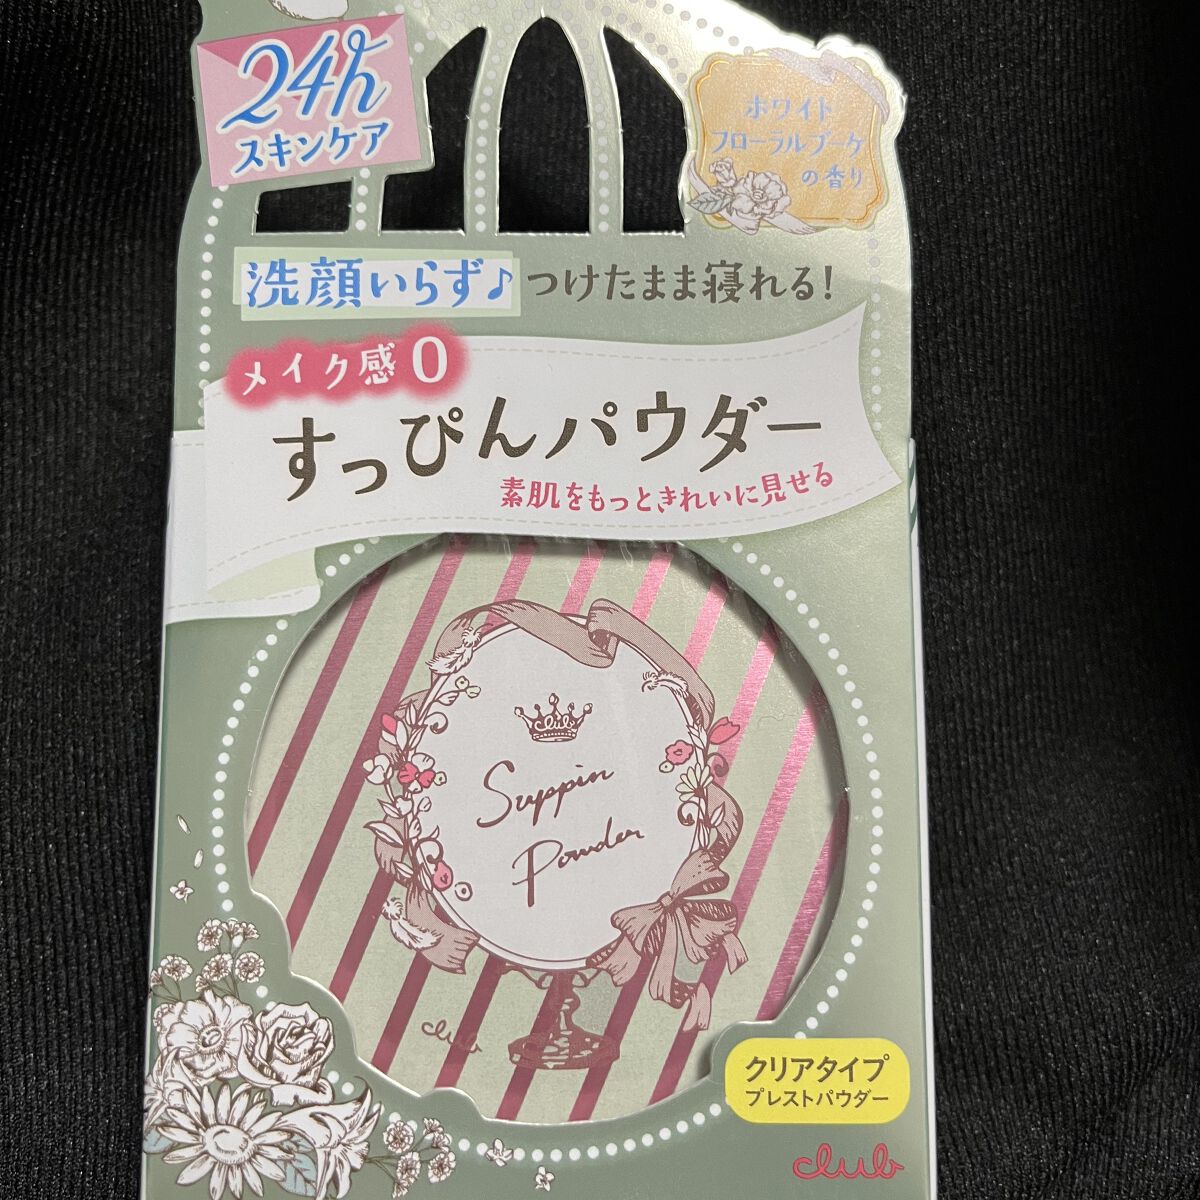 24h
スキンケア
ホワイト
フローラルブーケ
の香り
洗顔いらず♪ つけたまま寝れる!
メイク感0
すっぴんパウダー
素肌をもっときれいに見せる
club
Suppin
Powder
club
クリアタイプ
プレストパウダー
club